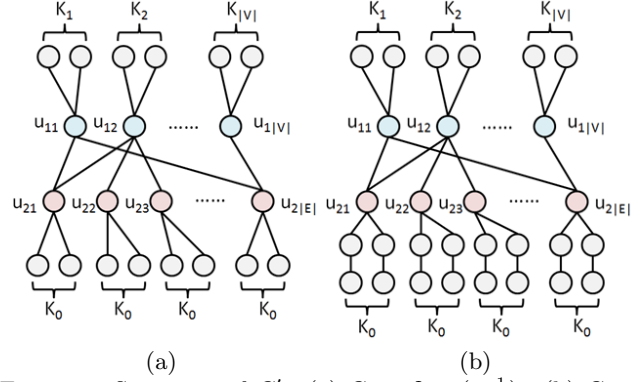 K₁ K₂ K|V| K₁ K₂ K|V|
u₁₁ u₁₂ ...... u₁|V| u₁₁ u₁₂ ...... u₁|V|
u₂₁ u₂₂ u₂₃ ...... u₂|E| u₂₁ u₂₂ u₂₃ ...... u₂|E|
K₀ K₀ K₀ K₀ K₀ K₀ K₀ K₀
(a) (b)